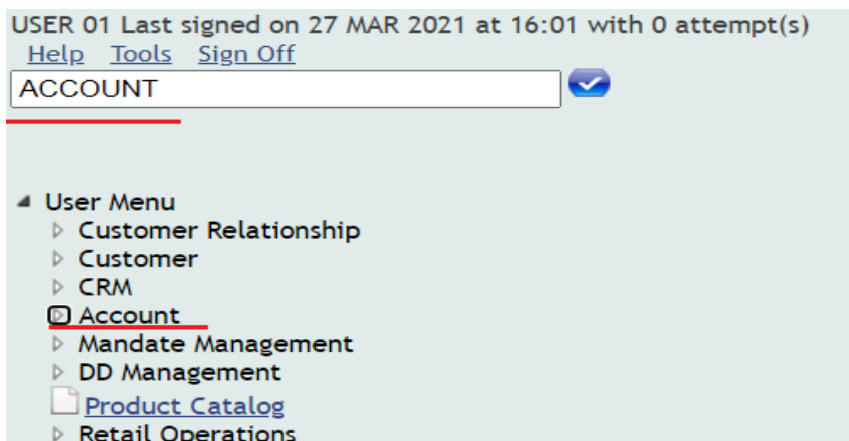 USER 01 Last signed on 27 MAR 2021 at 16:01 with 0 attempt(s)
Help Tools Sign Off
ACCOUNT
User Menu
Customer Relationship
Customer
CRM
Account
Mandate Management
DD Management
Product Catalog
Retail Operations